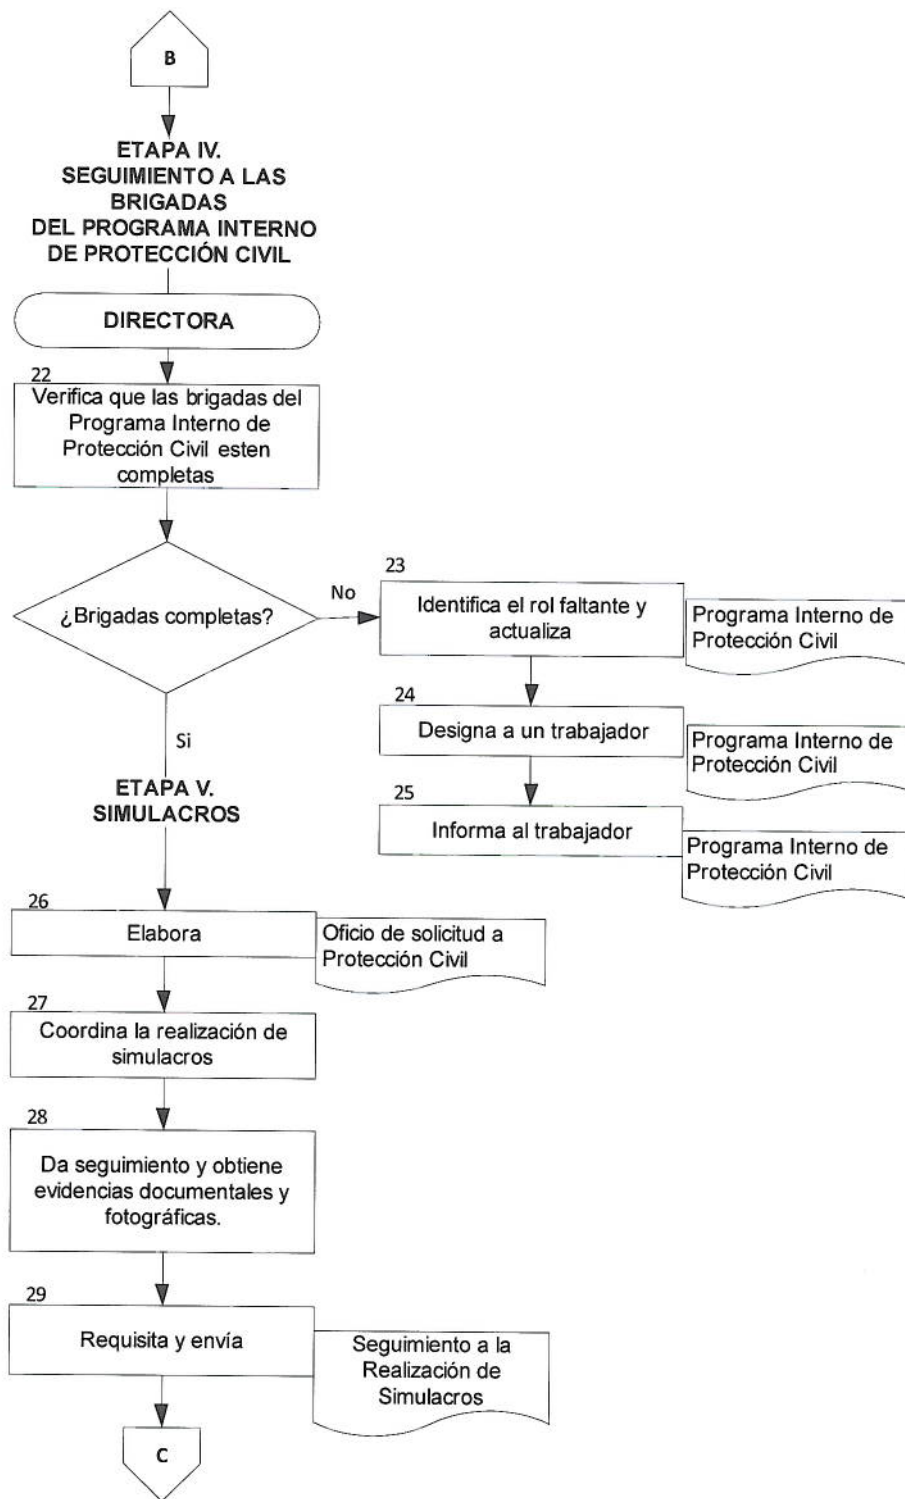 B
ETAPA IV.
SEGUIMIENTO A LAS
BRIGADAS
DEL PROGRAMA INTERNO
DE PROTECCIÓN CIVIL
DIRECTORA
22
Verifica que las brigadas del
Programa Interno de
Protección Civil esten
completas
¿Brigadas completas?
No
23
Identifica el rol faltante y
actualiza
Programa Interno de
Protección Civil
24
Designa a un trabajador
Programa Interno de
Protección Civil
25
Informa al trabajador
Programa Interno de
Protección Civil
Si
ETAPA V.
SIMULACROS
26
Elabora
Oficio de solicitud a
Protección Civil
27
Coordina la realización de
simulacros
28
Da seguimiento y obtiene
evidencias documentales y
fotográficas.
29
Requisita y envía
Seguimiento a la
Realización de
Simulacros
C